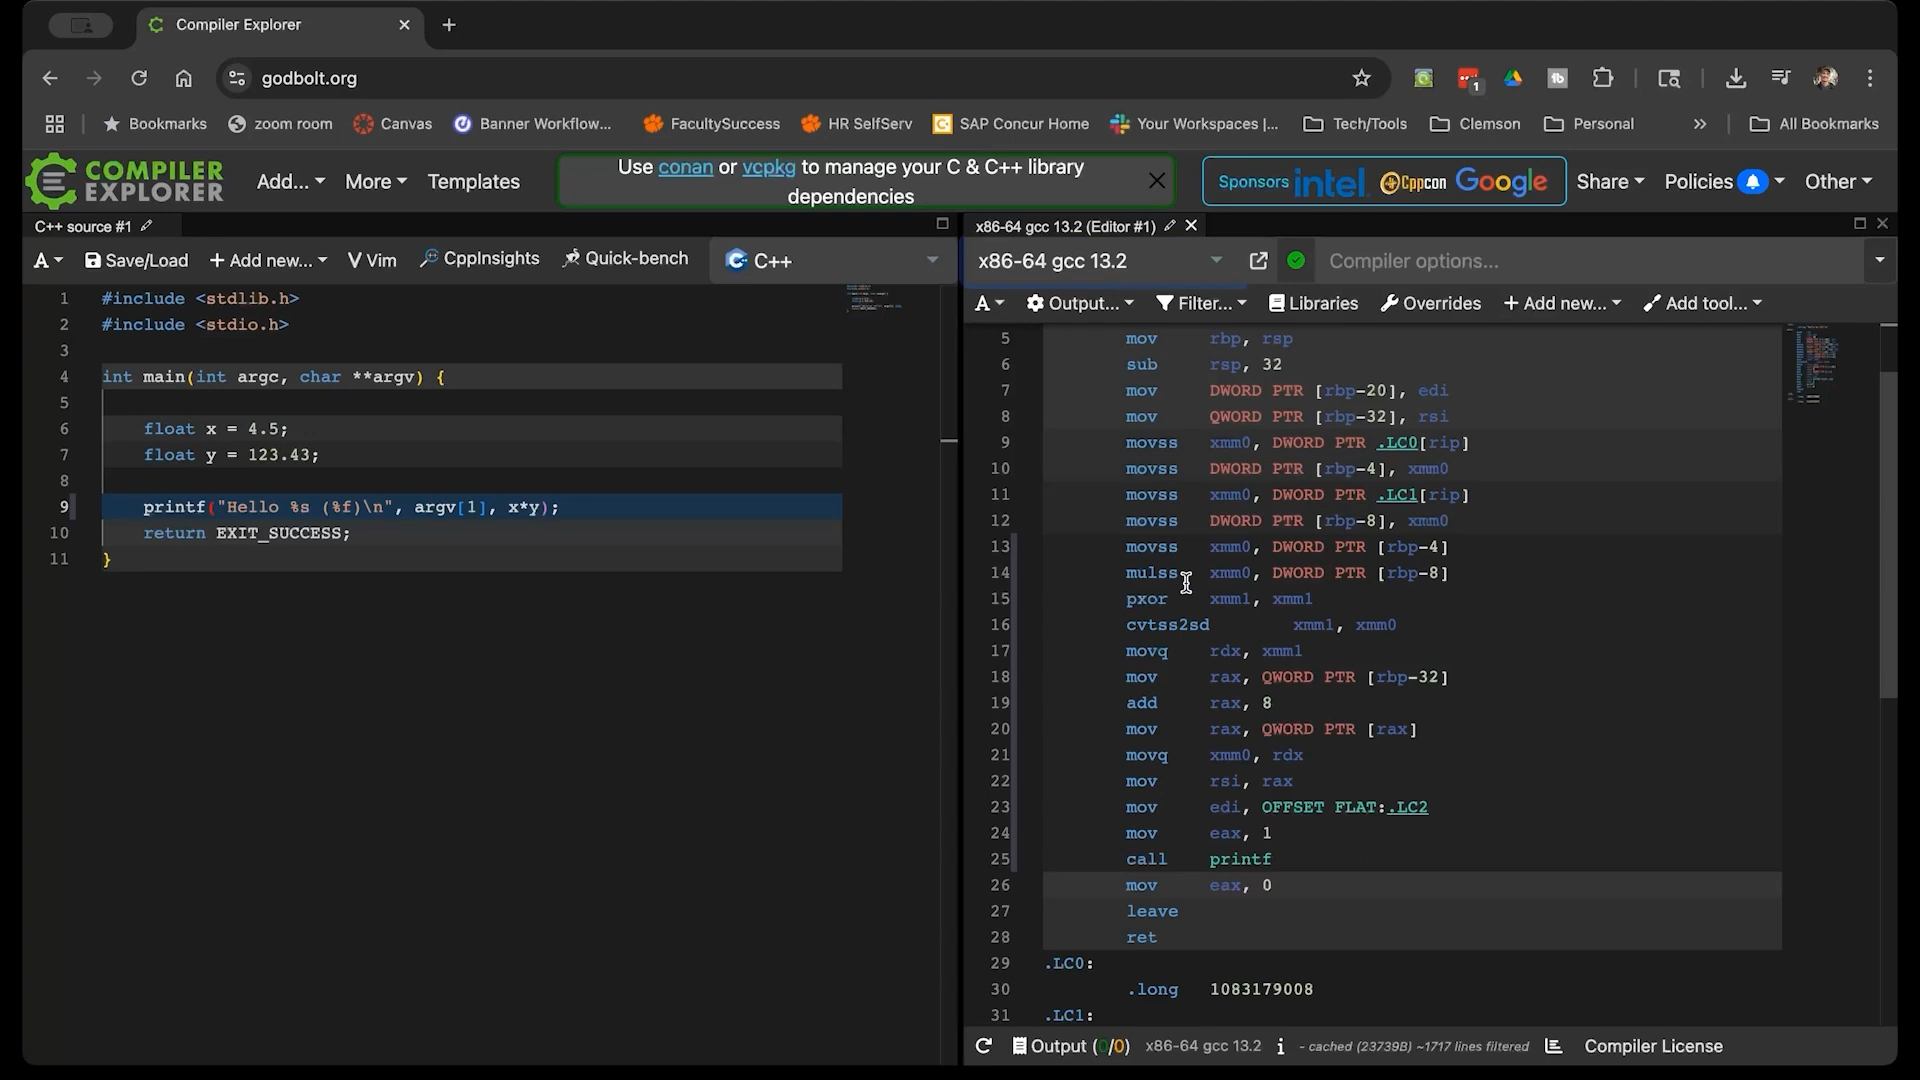 Compiler Explorer
godbolt.org
1
Bookmarks zoom room Canvas Banner Workflow... FacultySuccess HR SelfServ SAP Concur Home Your Workspaces |... Tech/Tools Clemson Personal » All Bookmarks
COMPILER
EXPLORER
Add... More Templates
Use conan or vcpkg to manage your C & C++ library
dependencies
Sponsors intel Cppcon Google
Share Policies Other
C++ source #1
A Save/Load + Add new... Vim CppInsights Quick-bench C++
1 #include <stdlib.h>
2 #include <stdio.h>
3
4 int main(int argc, char **argv) {
5
6 float x = 4.5;
7 float y = 123.43;
8
9 printf("Hello %s (%f)\n", argv[1], x*y);
10 return EXIT_SUCCESS;
11 }
x86-64 gcc 13.2 (Editor #1)
x86-64 gcc 13.2 Compiler options...
A Output... Filter... Libraries Overrides + Add new... Add tool...
5 mov rbp, rsp
6 sub rsp, 32
7 mov DWORD PTR [rbp-20], edi
8 mov QWORD PTR [rbp-32], rsi
9 movss xmm0, DWORD PTR .LC0[rip]
10 movss DWORD PTR [rbp-4], xmm0
11 movss xmm0, DWORD PTR .LC1[rip]
12 movss DWORD PTR [rbp-8], xmm0
13 movss xmm0, DWORD PTR [rbp-4]
14 mulss xmm0, DWORD PTR [rbp-8]
15 pxor xmm1, xmm1
16 cvtss2sd xmm1, xmm0
17 movq rdx, xmm1
18 mov rax, QWORD PTR [rbp-32]
19 add rax, 8
20 mov rax, QWORD PTR [rax]
21 movq xmm0, rdx
22 mov rsi, rax
23 mov edi, OFFSET FLAT:.LC2
24 mov eax, 1
25 call printf
26 mov eax, 0
27 leave
28 ret
29 .LC0:
30 .long 1083179008
31 .LC1:
Output (0/0) x86-64 gcc 13.2 i - cached (23739B) ~1717 lines filtered Compiler License